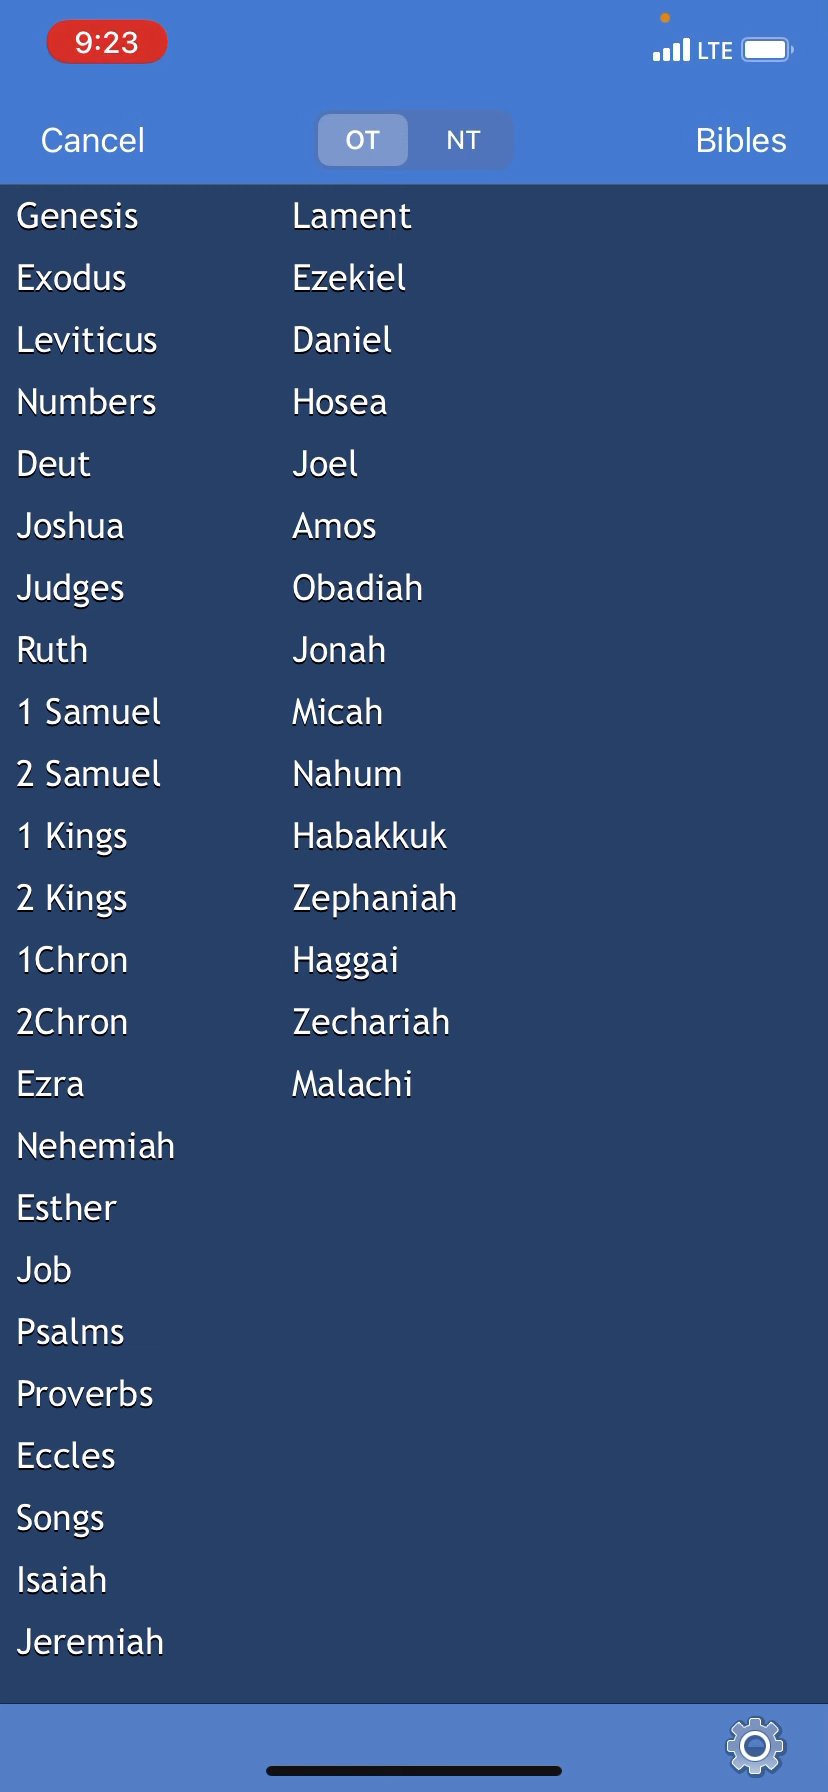 9:23
LTE
Cancel
OT
NT
Bibles
Genesis
Exodus
Leviticus
Numbers
Deut
Joshua
Judges
Ruth
1 Samuel
2 Samuel
1 Kings
2 Kings
1Chron
2Chron
Ezra
Nehemiah
Esther
Job
Psalms
Proverbs
Eccles
Songs
Isaiah
Jeremiah
Lament
Ezekiel
Daniel
Hosea
Joel
Amos
Obadiah
Jonah
Micah
Nahum
Habakkuk
Zephaniah
Haggai
Zechariah
Malachi